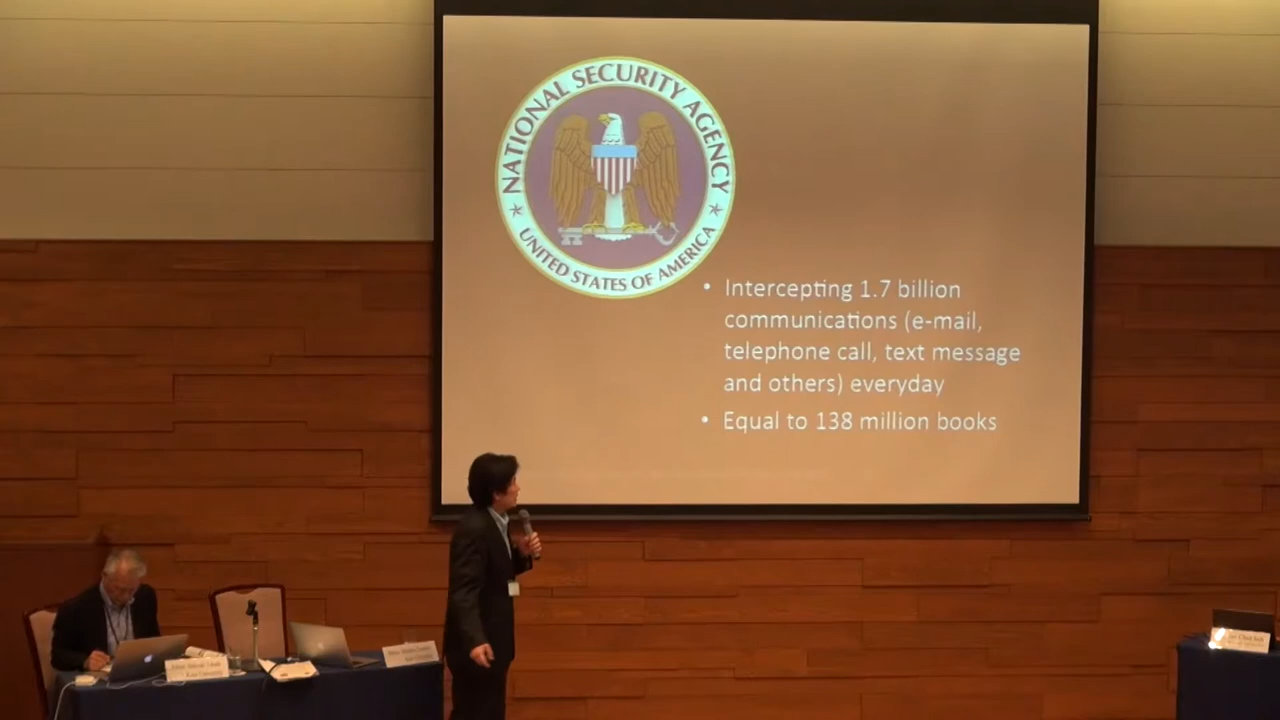 NATIONAL SECURITY AGENCY
UNITED STATES OF AMERICA
• Intercepting 1.7 billion
communications (e-mail,
telephone call, text message
and others) everyday
• Equal to 138 million books